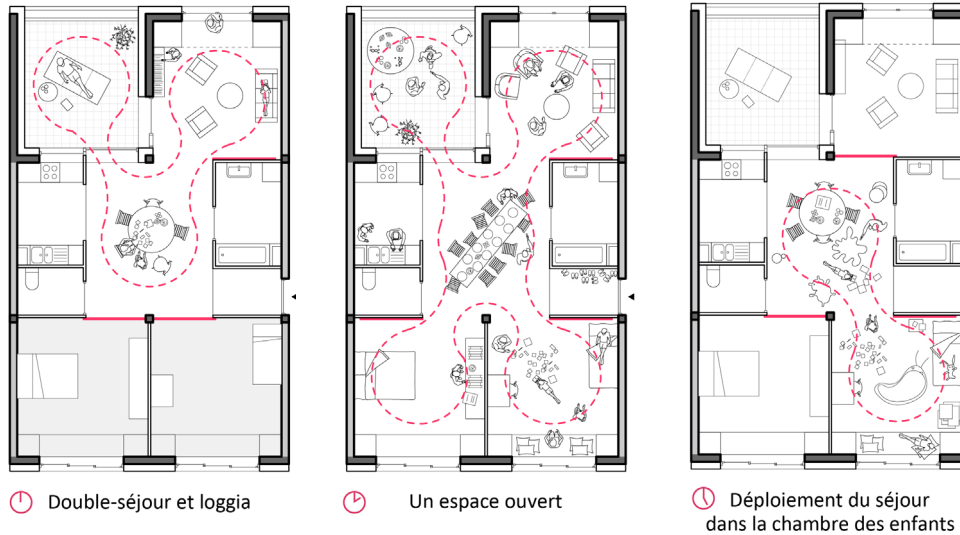 Double-séjour et loggia
Un espace ouvert
Déploiement du séjour
dans la chambre des enfants